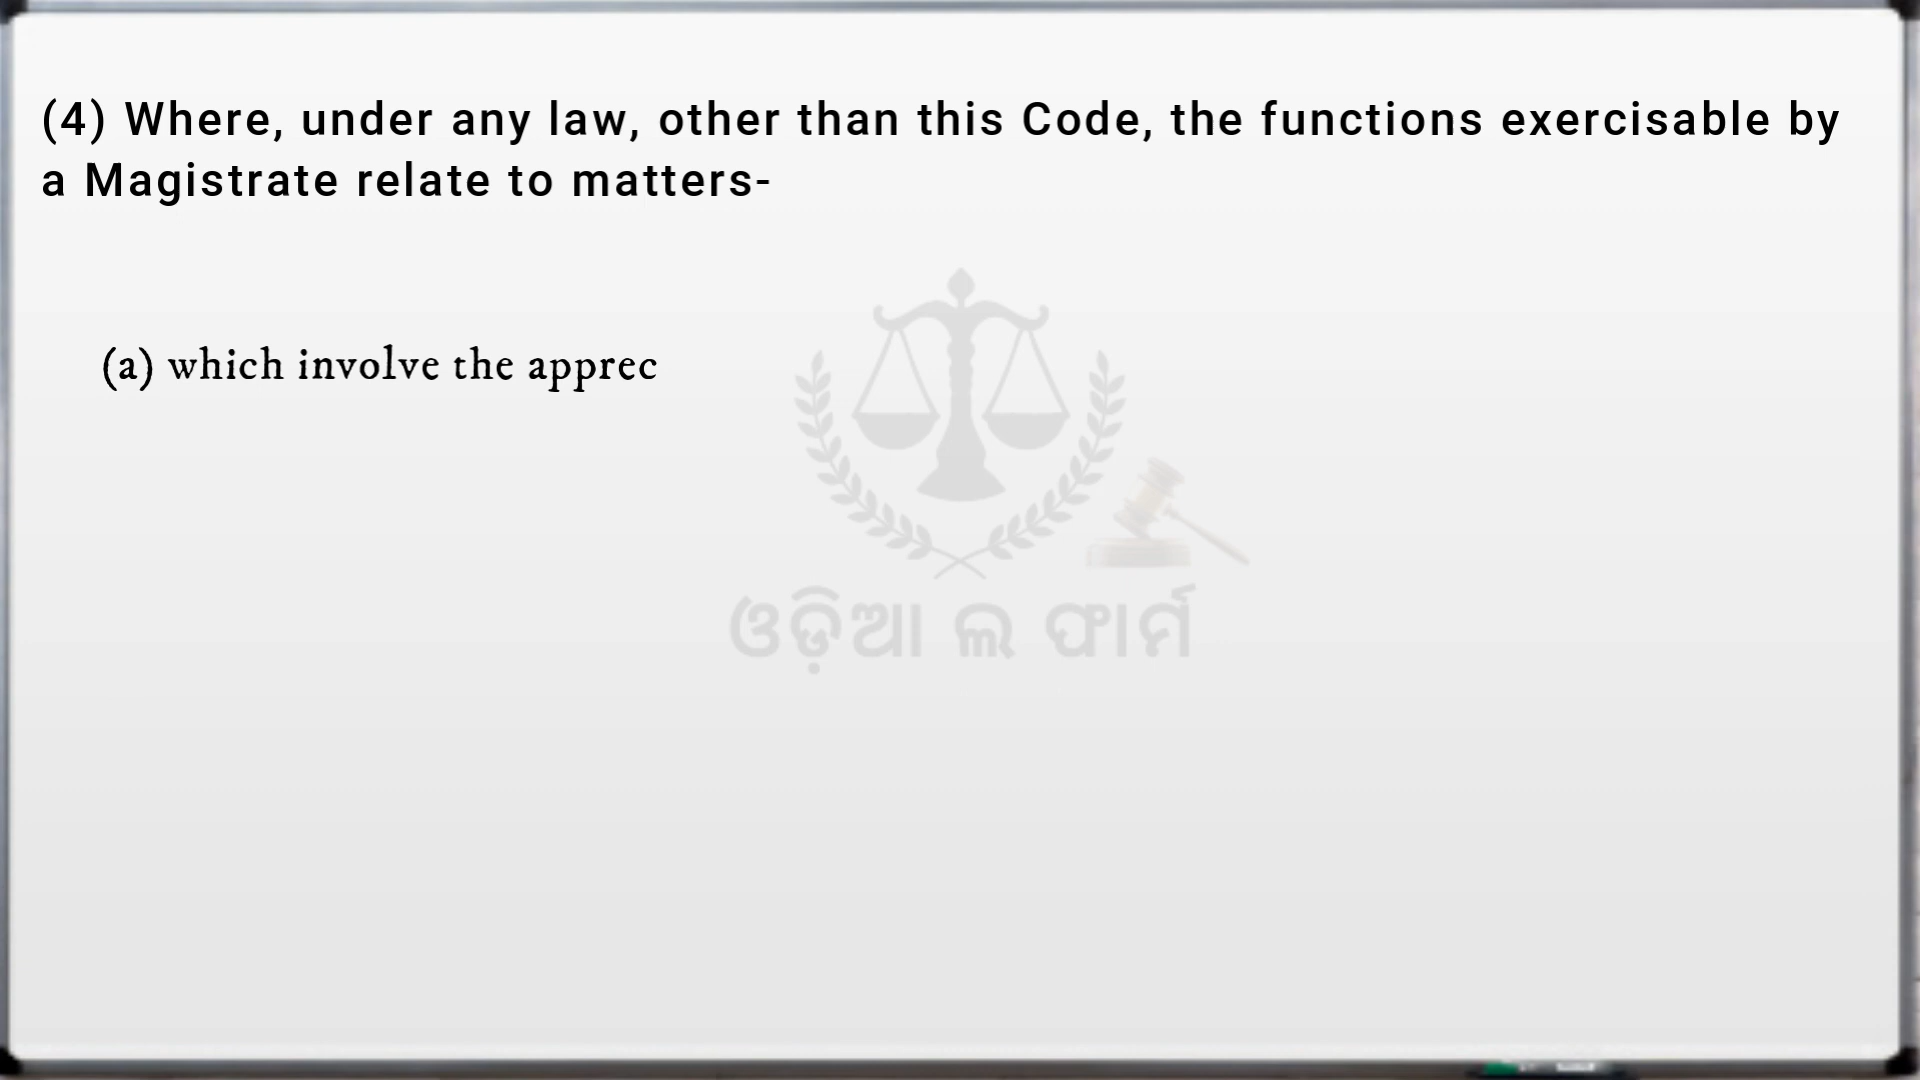 (4) Where, under any law, other than this Code, the functions exercisable by
a Magistrate relate to matters-
(a) which involve the apprec
ଓଡ଼ିଆ ଲ ଫାର୍ମ